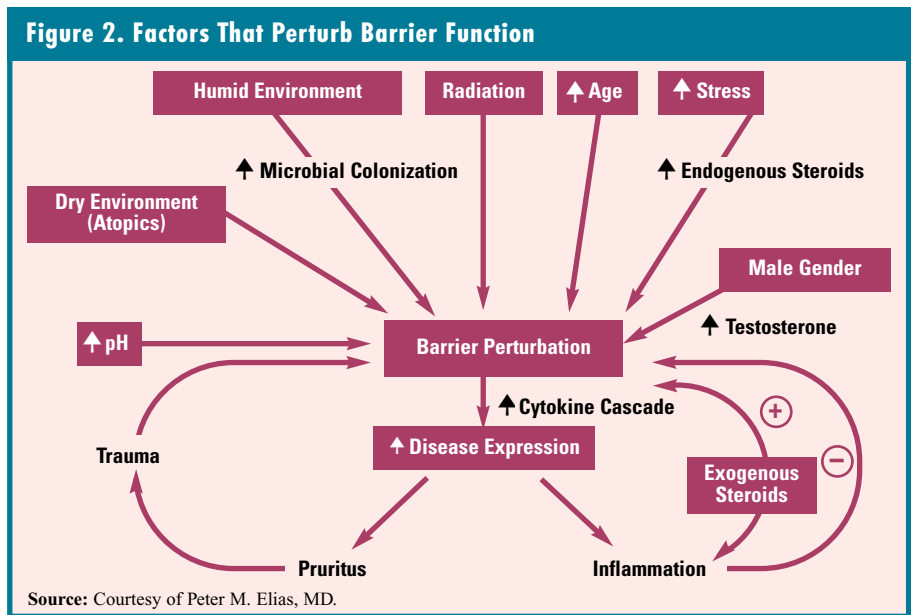 Figure 2. Factors That Perturb Barrier Function
Humid Environment
Radiation
↑ Age
↑ Stress
↑ Microbial Colonization
↑ Endogenous Steroids
Dry Environment
(Atopics)
Male Gender
↑ Testosterone
↑ pH
Barrier Perturbation
↑ Cytokine Cascade
+
↑ Disease Expression
Trauma
−
Exogenous
Steroids
Pruritus
Inflammation
Source: Courtesy of Peter M. Elias, MD.